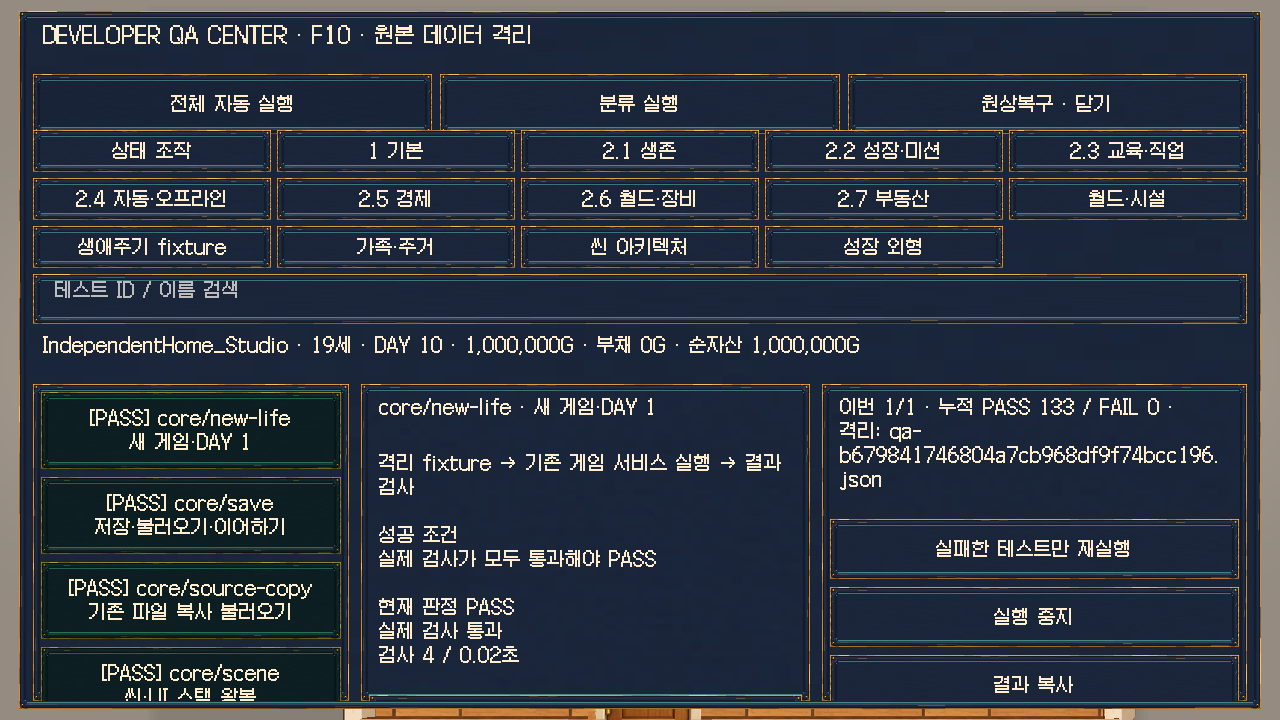 DEVELOPER QA CENTER · F10 · 원본 데이터 격리
전체 자동 실행
분류 실행
원상복구 · 닫기
상태 조작
1 기본
2.1 생존
2.2 성장·미션
2.3 교육·직업
2.4 자동·오프라인
2.5 경제
2.6 월드·장비
2.7 부동산
월드·시설
생애주기 fixture
가족·주거
씬 아키텍처
성장 외형
테스트 ID / 이름 검색
IndependentHome_Studio · 19세 · DAY 10 · 1,000,000G · 부채 0G · 순자산 1,000,000G
[PASS] core/new-life
새 게임·DAY 1
[PASS] core/save
저장·불러오기·이어하기
[PASS] core/source-copy
기존 파일 복사 불러오기
[PASS] core/scene
씬·UI 스택 왕복
core/new-life · 새 게임·DAY 1
격리 fixture → 기존 게임 서비스 실행 → 결과
검사
성공 조건
실제 검사가 모두 통과해야 PASS
현재 판정 PASS
실제 검사 통과
검사 4 / 0.02초
이번 1/1 · 누적 PASS 133 / FAIL 0 ·
격리: qa-
b679841746804a7cb968df9f74bcc196.
json
실패한 테스트만 재실행
실행 중지
결과 복사